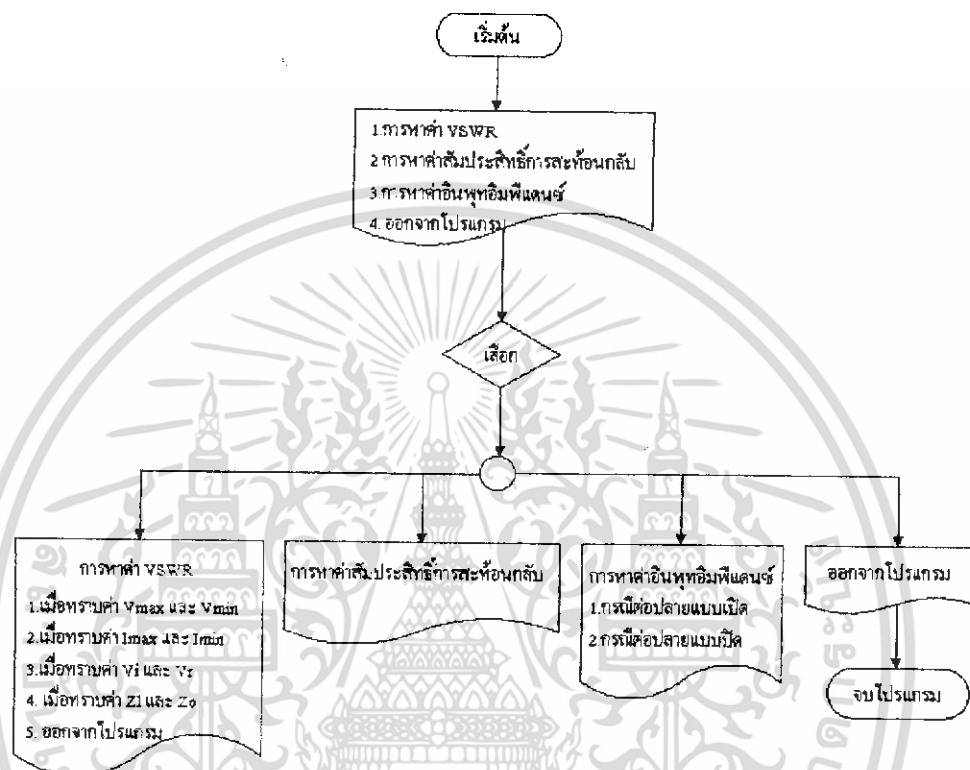 เริ่มต้น
1.การหาค่า VSWR
2 การหาค่าสัมประสิทธิ์การสะท้อนกลับ
3.การหาค่าอินพุทอิมพีแดนซ์
4. ออกจากโปรแกรม
เลือก
การหาค่า VSWR
1.เมื่อทราบค่า Vmax และ Vmin
2.เมื่อทราบค่า Imax และ Imin
3.เมื่อทราบค่า Vi และ Vr
4. เมื่อทราบค่า Zl และ Zo
5. ออกจากโปรแกรม
การหาค่าสัมประสิทธิ์การสะท้อนกลับ
การหาค่าอินพุทอิมพีแดนซ์
1.กรณีต่อปลายแบบเปิด
2.กรณีต่อปลายแบบปิด
ออกจากโปรแกรม
จบโปรแกรม